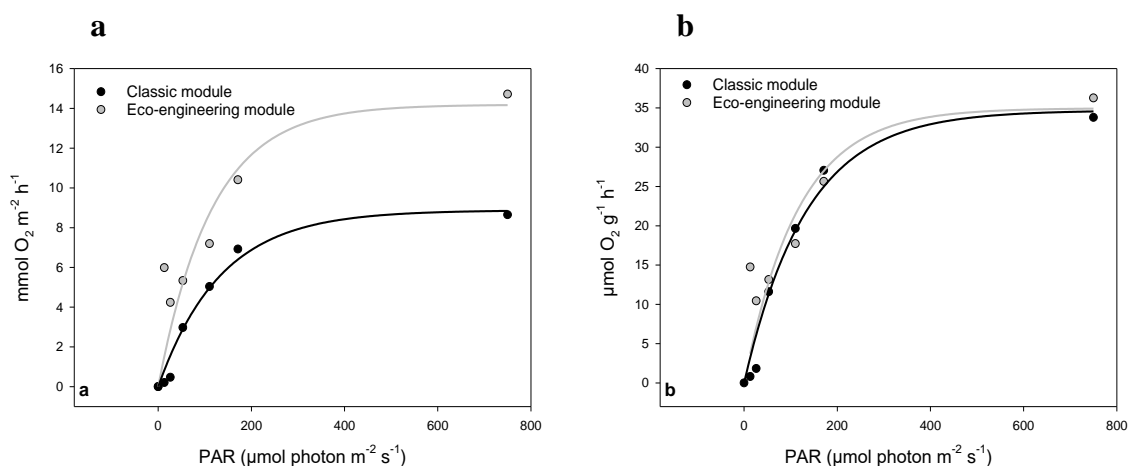 a
16
14
12
10
8
6
4
2
0
mmol O₂ m⁻² h⁻¹
Classic module
Eco-engineering module
a
0 200 400 600 800
PAR (µmol photon m⁻² s⁻¹)
b
40
35
30
25
20
15
10
5
0
µmol O₂ g⁻¹ h⁻¹
Classic module
Eco-engineering module
b
0 200 400 600 800
PAR (µmol photon m⁻² s⁻¹)